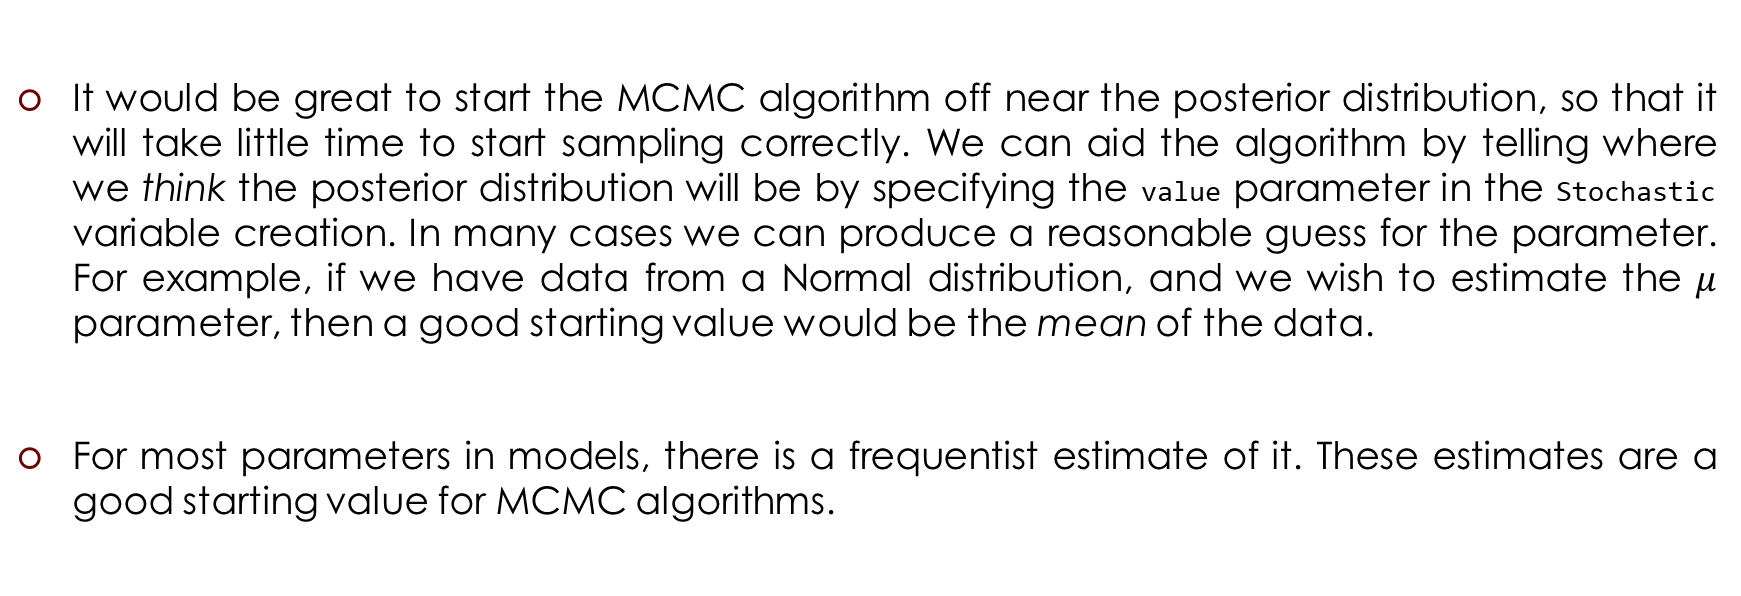 It would be great to start the MCMC algorithm off near the posterior distribution, so that it
will take little time to start sampling correctly. We can aid the algorithm by telling where
we think the posterior distribution will be by specifying the value parameter in the Stochastic
variable creation. In many cases we can produce a reasonable guess for the parameter.
For example, if we have data from a Normal distribution, and we wish to estimate the μ
parameter, then a good starting value would be the mean of the data.
For most parameters in models, there is a frequentist estimate of it. These estimates are a
good starting value for MCMC algorithms.